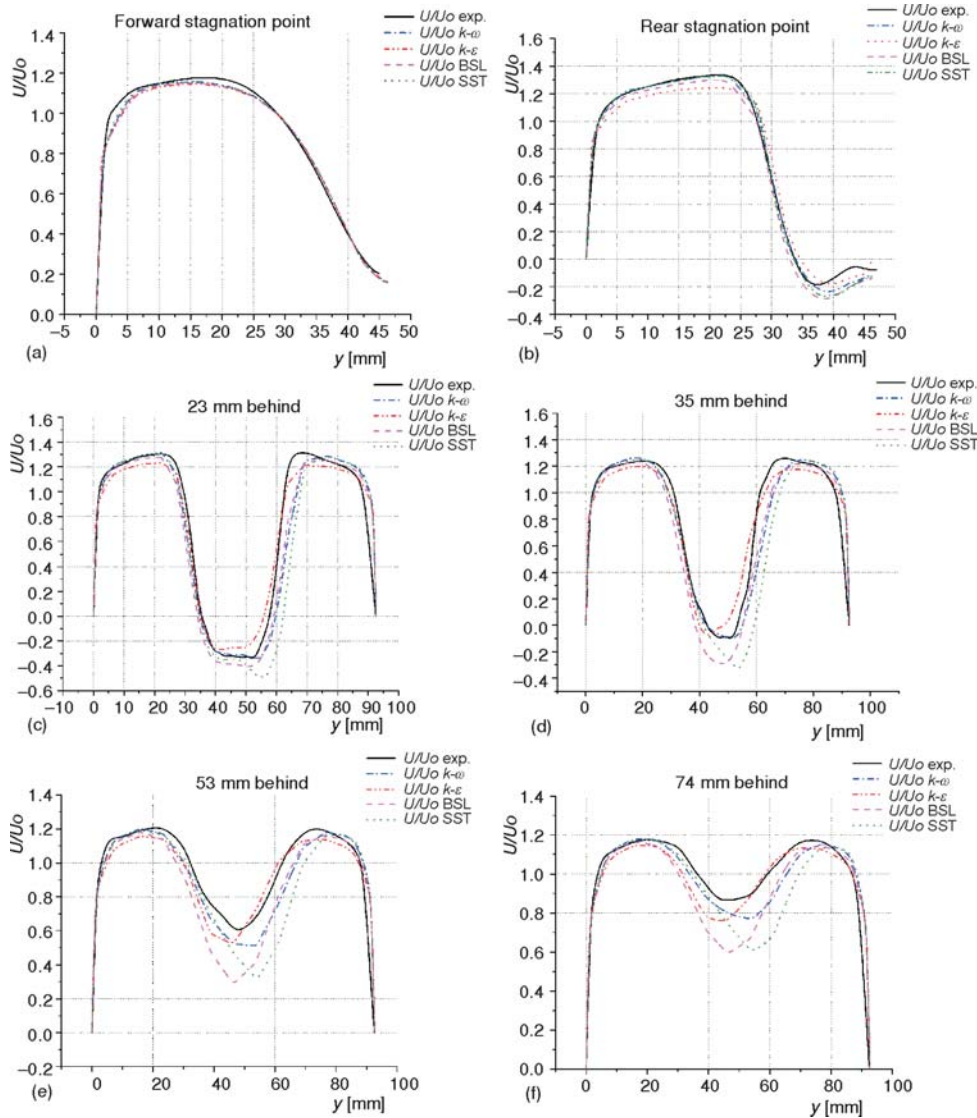 Forward stagnation point
U/Uo exp.
U/Uo k-ω
U/Uo k-ε
U/Uo BSL
U/Uo SST
U/Uo
1.4
1.2
1.0
0.8
0.6
0.4
0.2
0.0
−5 0 5 10 15 20 25 30 35 40 45 50
(a)
y [mm]
Rear stagnation point
U/Uo exp.
U/Uo k-ω
U/Uo k-ε
U/Uo BSL
U/Uo SST
U/Uo
1.6
1.4
1.2
1.0
0.8
0.6
0.4
0.2
−0.0
−0.2
−0.4
−5 0 5 10 15 20 25 30 35 40 45 50
(b)
y [mm]
23 mm behind
U/Uo exp.
U/Uo k-ω
U/Uo k-ε
U/Uo BSL
U/Uo SST
U/Uo
1.6
1.4
1.2
1.0
0.8
0.6
0.4
0.2
0.0
−0.2
−0.4
−0.6
−10 0 10 20 30 40 50 60 70 80 90 100
(c)
y [mm]
35 mm behind
U/Uo exp.
U/Uo k-ω
U/Uo k-ε
U/Uo BSL
U/Uo SST
U/Uo
1.6
1.4
1.2
1.0
1.2
0.6
0.4
1.2
0.0
−0.2
−0.4
0 20 40 60 80 100
(d)
y [mm]
53 mm behind
U/Uo exp.
U/Uo k-ω
U/Uo k-ε
U/Uo BSL
U/Uo SST
U/Uo
1.4
1.2
1.0
0.8
0.6
0.4
0.2
0.0
−0.2
0 20 40 60 80 100
(e)
y [mm]
74 mm behind
U/Uo exp.
U/Uo k-ω
U/Uo k-ε
U/Uo BSL
U/Uo SST
U/Uo
1.4
1.2
1.0
0.8
0.6
0.4
0.2
0.0
0 20 40 60 80 100
(f)
y [mm]